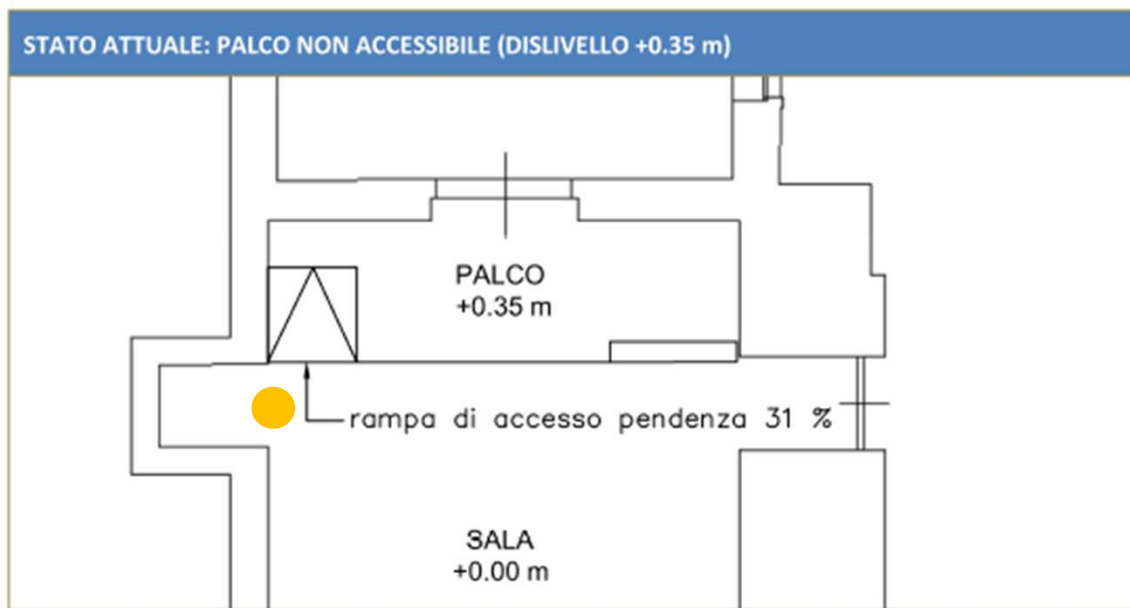 STATO ATTUALE: PALCO NON ACCESSIBILE (DISLIVELLO +0.35 m)
PALCO
+0.35 m
rampa di accesso pendenza 31 %
SALA
+0.00 m